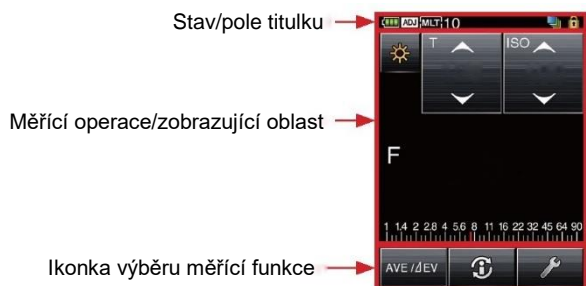 Stav/pole titulku
ADJ MLT 10
T ISO
Měřící operace/zobrazující oblast
F
1 1.4 2 2.8 4 5.6 8 11 16 22 32 45 64 90
Ikonka výběru měřící funkce
AVE/⊿EV